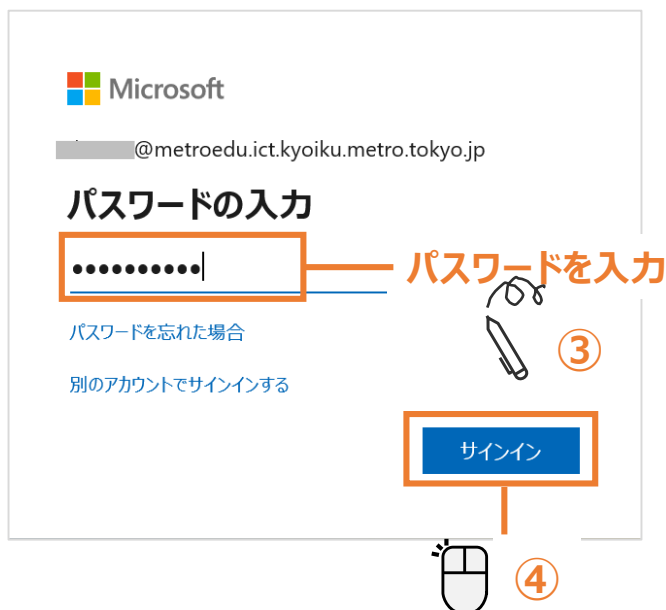 Microsoft
@metroedu.ict.kyoiku.metro.tokyo.jp
パスワードの入力
••••••••••
パスワードを入力
パスワードを忘れた場合
③
別のアカウントでサインインする
サインイン
④